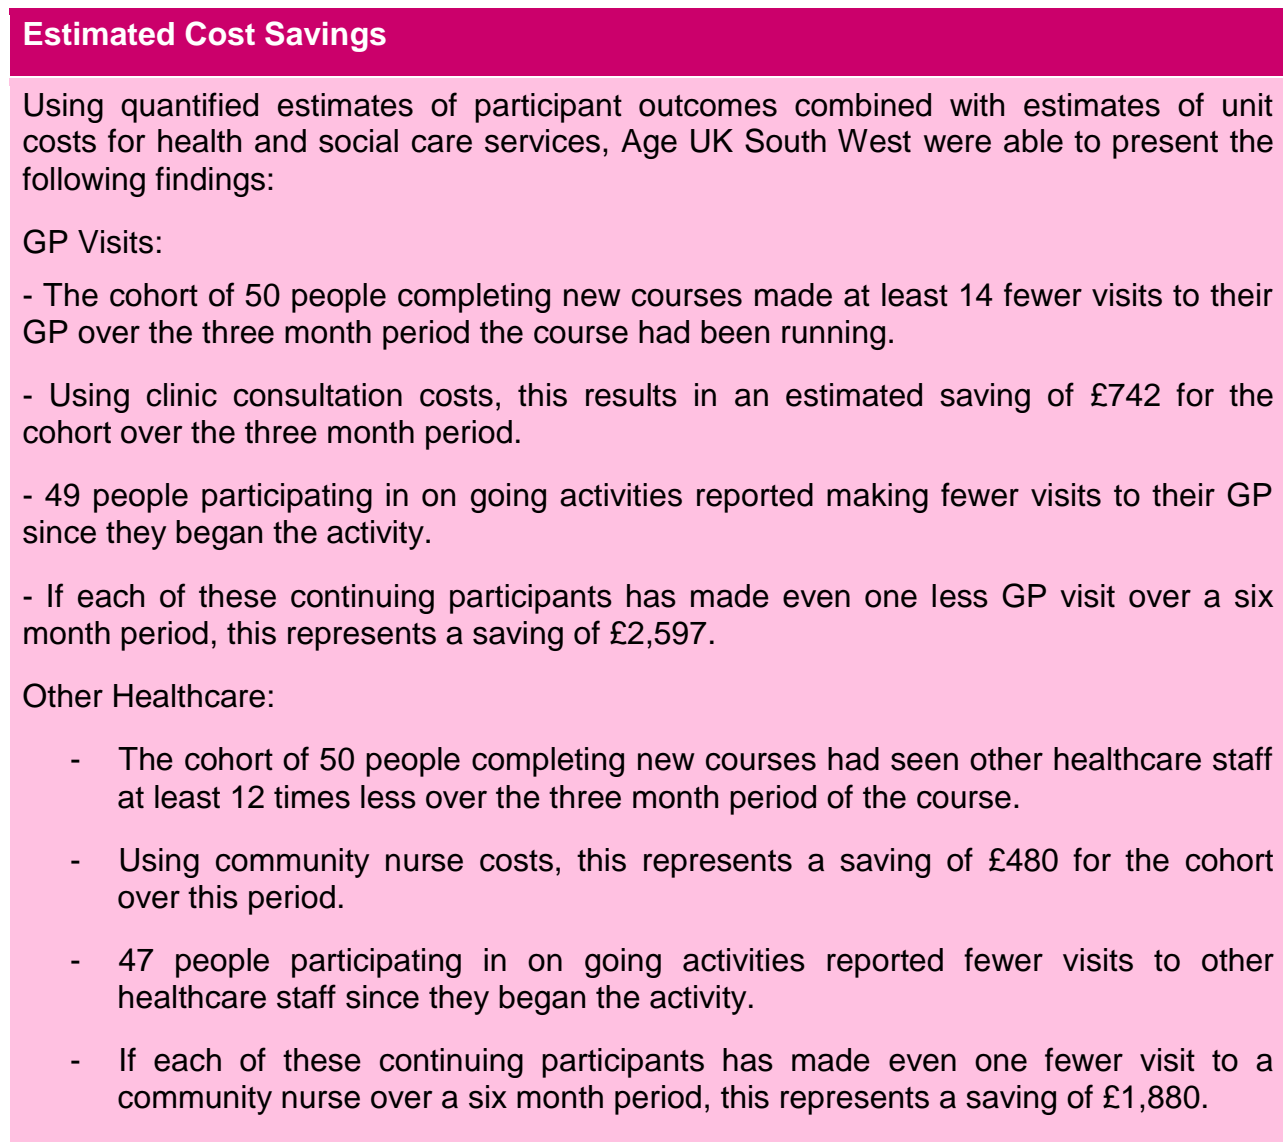 Estimated Cost Savings
Using quantified estimates of participant outcomes combined with estimates of unit
costs for health and social care services, Age UK South West were able to present the
following findings:
GP Visits:
- The cohort of 50 people completing new courses made at least 14 fewer visits to their
GP over the three month period the course had been running.
- Using clinic consultation costs, this results in an estimated saving of £742 for the
cohort over the three month period.
- 49 people participating in on going activities reported making fewer visits to their GP
since they began the activity.
- If each of these continuing participants has made even one less GP visit over a six
month period, this represents a saving of £2,597.
Other Healthcare:
- The cohort of 50 people completing new courses had seen other healthcare staff
at least 12 times less over the three month period of the course.
- Using community nurse costs, this represents a saving of £480 for the cohort
over this period.
- 47 people participating in on going activities reported fewer visits to other
healthcare staff since they began the activity.
- If each of these continuing participants has made even one fewer visit to a
community nurse over a six month period, this represents a saving of £1,880.